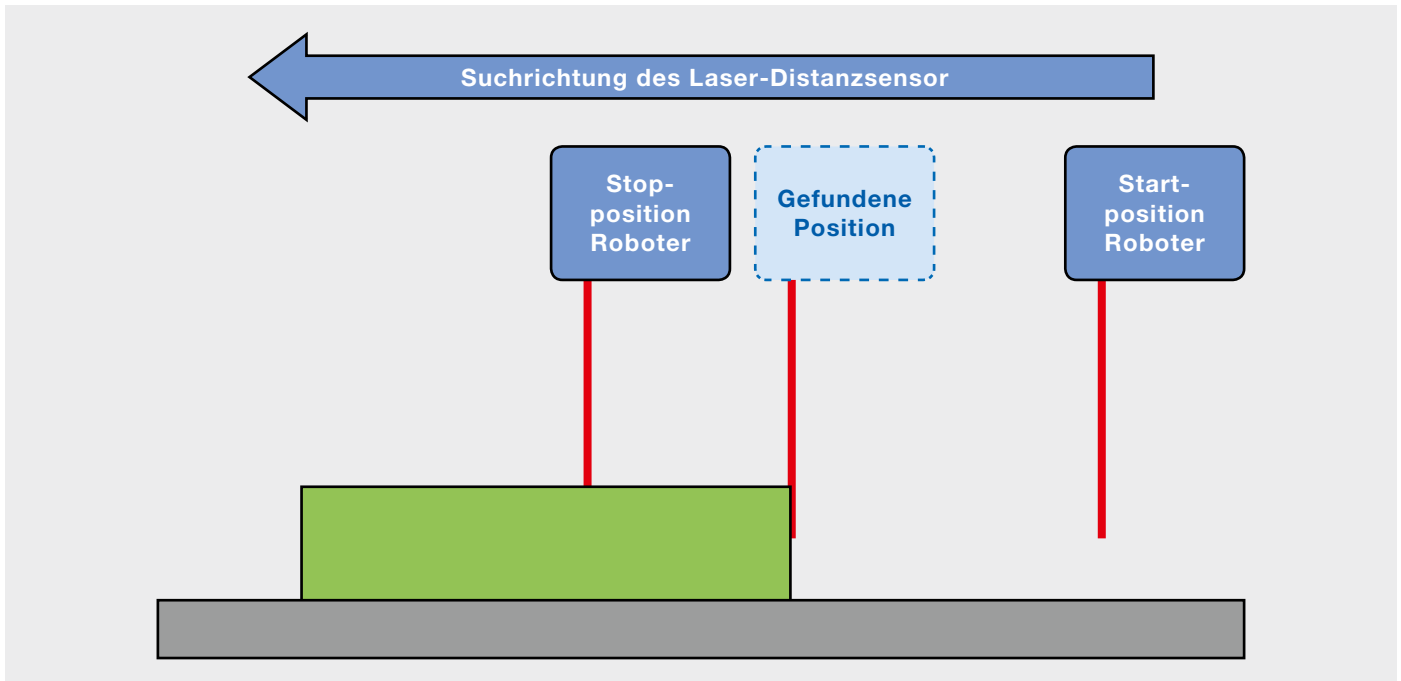 Suchrichtung des Laser-Distanzsensor
Stop-
position
Roboter
Gefundene
Position
Start-
position
Roboter